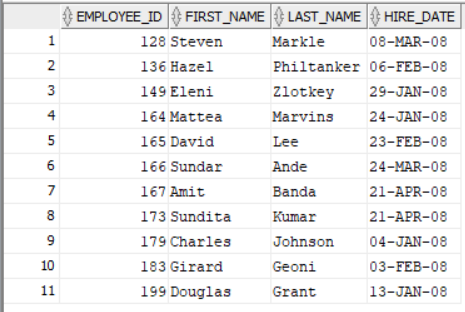 EMPLOYEE_ID FIRST_NAME LAST_NAME HIRE_DATE
1 128 Steven Markle 08-MAR-08
2 136 Hazel Philtanker 06-FEB-08
3 149 Eleni Zlotkey 29-JAN-08
4 164 Mattea Marvins 24-JAN-08
5 165 David Lee 23-FEB-08
6 166 Sundar Ande 24-MAR-08
7 167 Amit Banda 21-APR-08
8 173 Sundita Kumar 21-APR-08
9 179 Charles Johnson 04-JAN-08
10 183 Girard Geoni 03-FEB-08
11 199 Douglas Grant 13-JAN-08